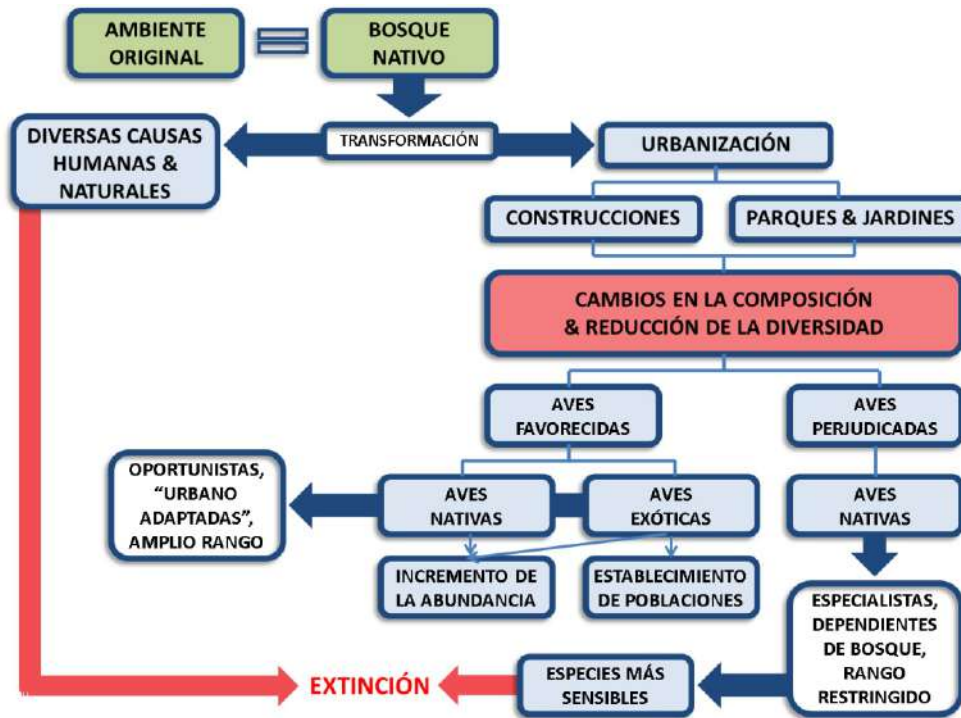 AMBIENTE
ORIGINAL
BOSQUE
NATIVO
DIVERSAS CAUSAS
HUMANAS &
NATURALES
TRANSFORMACIÓN
URBANIZACIÓN
CONSTRUCCIONES
PARQUES & JARDINES
CAMBIOS EN LA COMPOSICIÓN
& REDUCCIÓN DE LA DIVERSIDAD
AVES
FAVORECIDAS
AVES
PERJUDICADAS
OPORTUNISTAS,
“URBANO
ADAPTADAS”,
AMPLIO RANGO
AVES
NATIVAS
AVES
EXÓTICAS
AVES
NATIVAS
INCREMENTO DE
LA ABUNDANCIA
ESTABLECIMIENTO
DE POBLACIONES
ESPECIALISTAS,
DEPENDIENTES
DE BOSQUE,
RANGO
RESTRINGIDO
EXTINCIÓN
ESPECIES MÁS
SENSIBLES